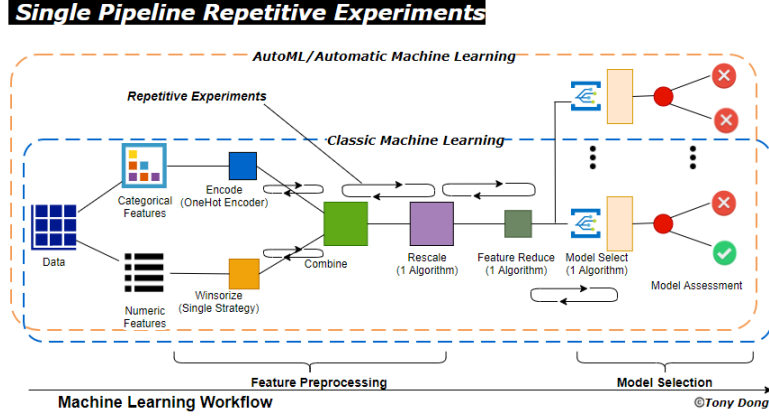 Single Pipeline Repetitive Experiments
AutoML/Automatic Machine Learning
Repetitive Experiments
Classic Machine Learning
Categorical
Features
Encode
(OneHot Encoder)
Data
Combine
Rescale
(1 Algorithm)
Feature Reduce
(1 Algorithm)
Model Select
(1 Algorithm)
Model Assessment
Numeric
Features
Winsorize
(Single Strategy)
Feature Preprocessing
Model Selection
Machine Learning Workflow
©Tony Dong